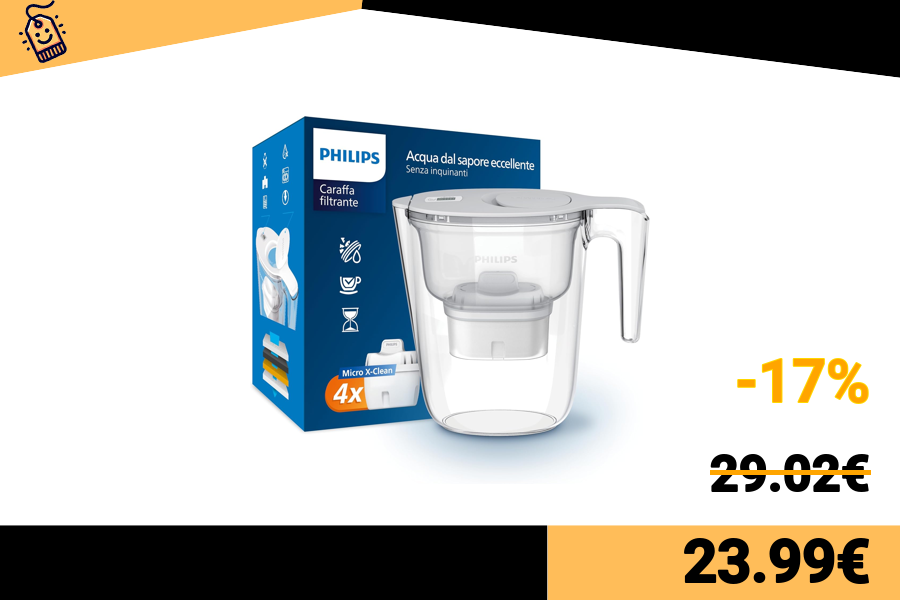 PHILIPS
Caraffa
filtrante
Acqua dal sapore eccellente
Senza inquinanti
PHILIPS
Micro X-Clean
4x
-17%
29.02€
23.99€